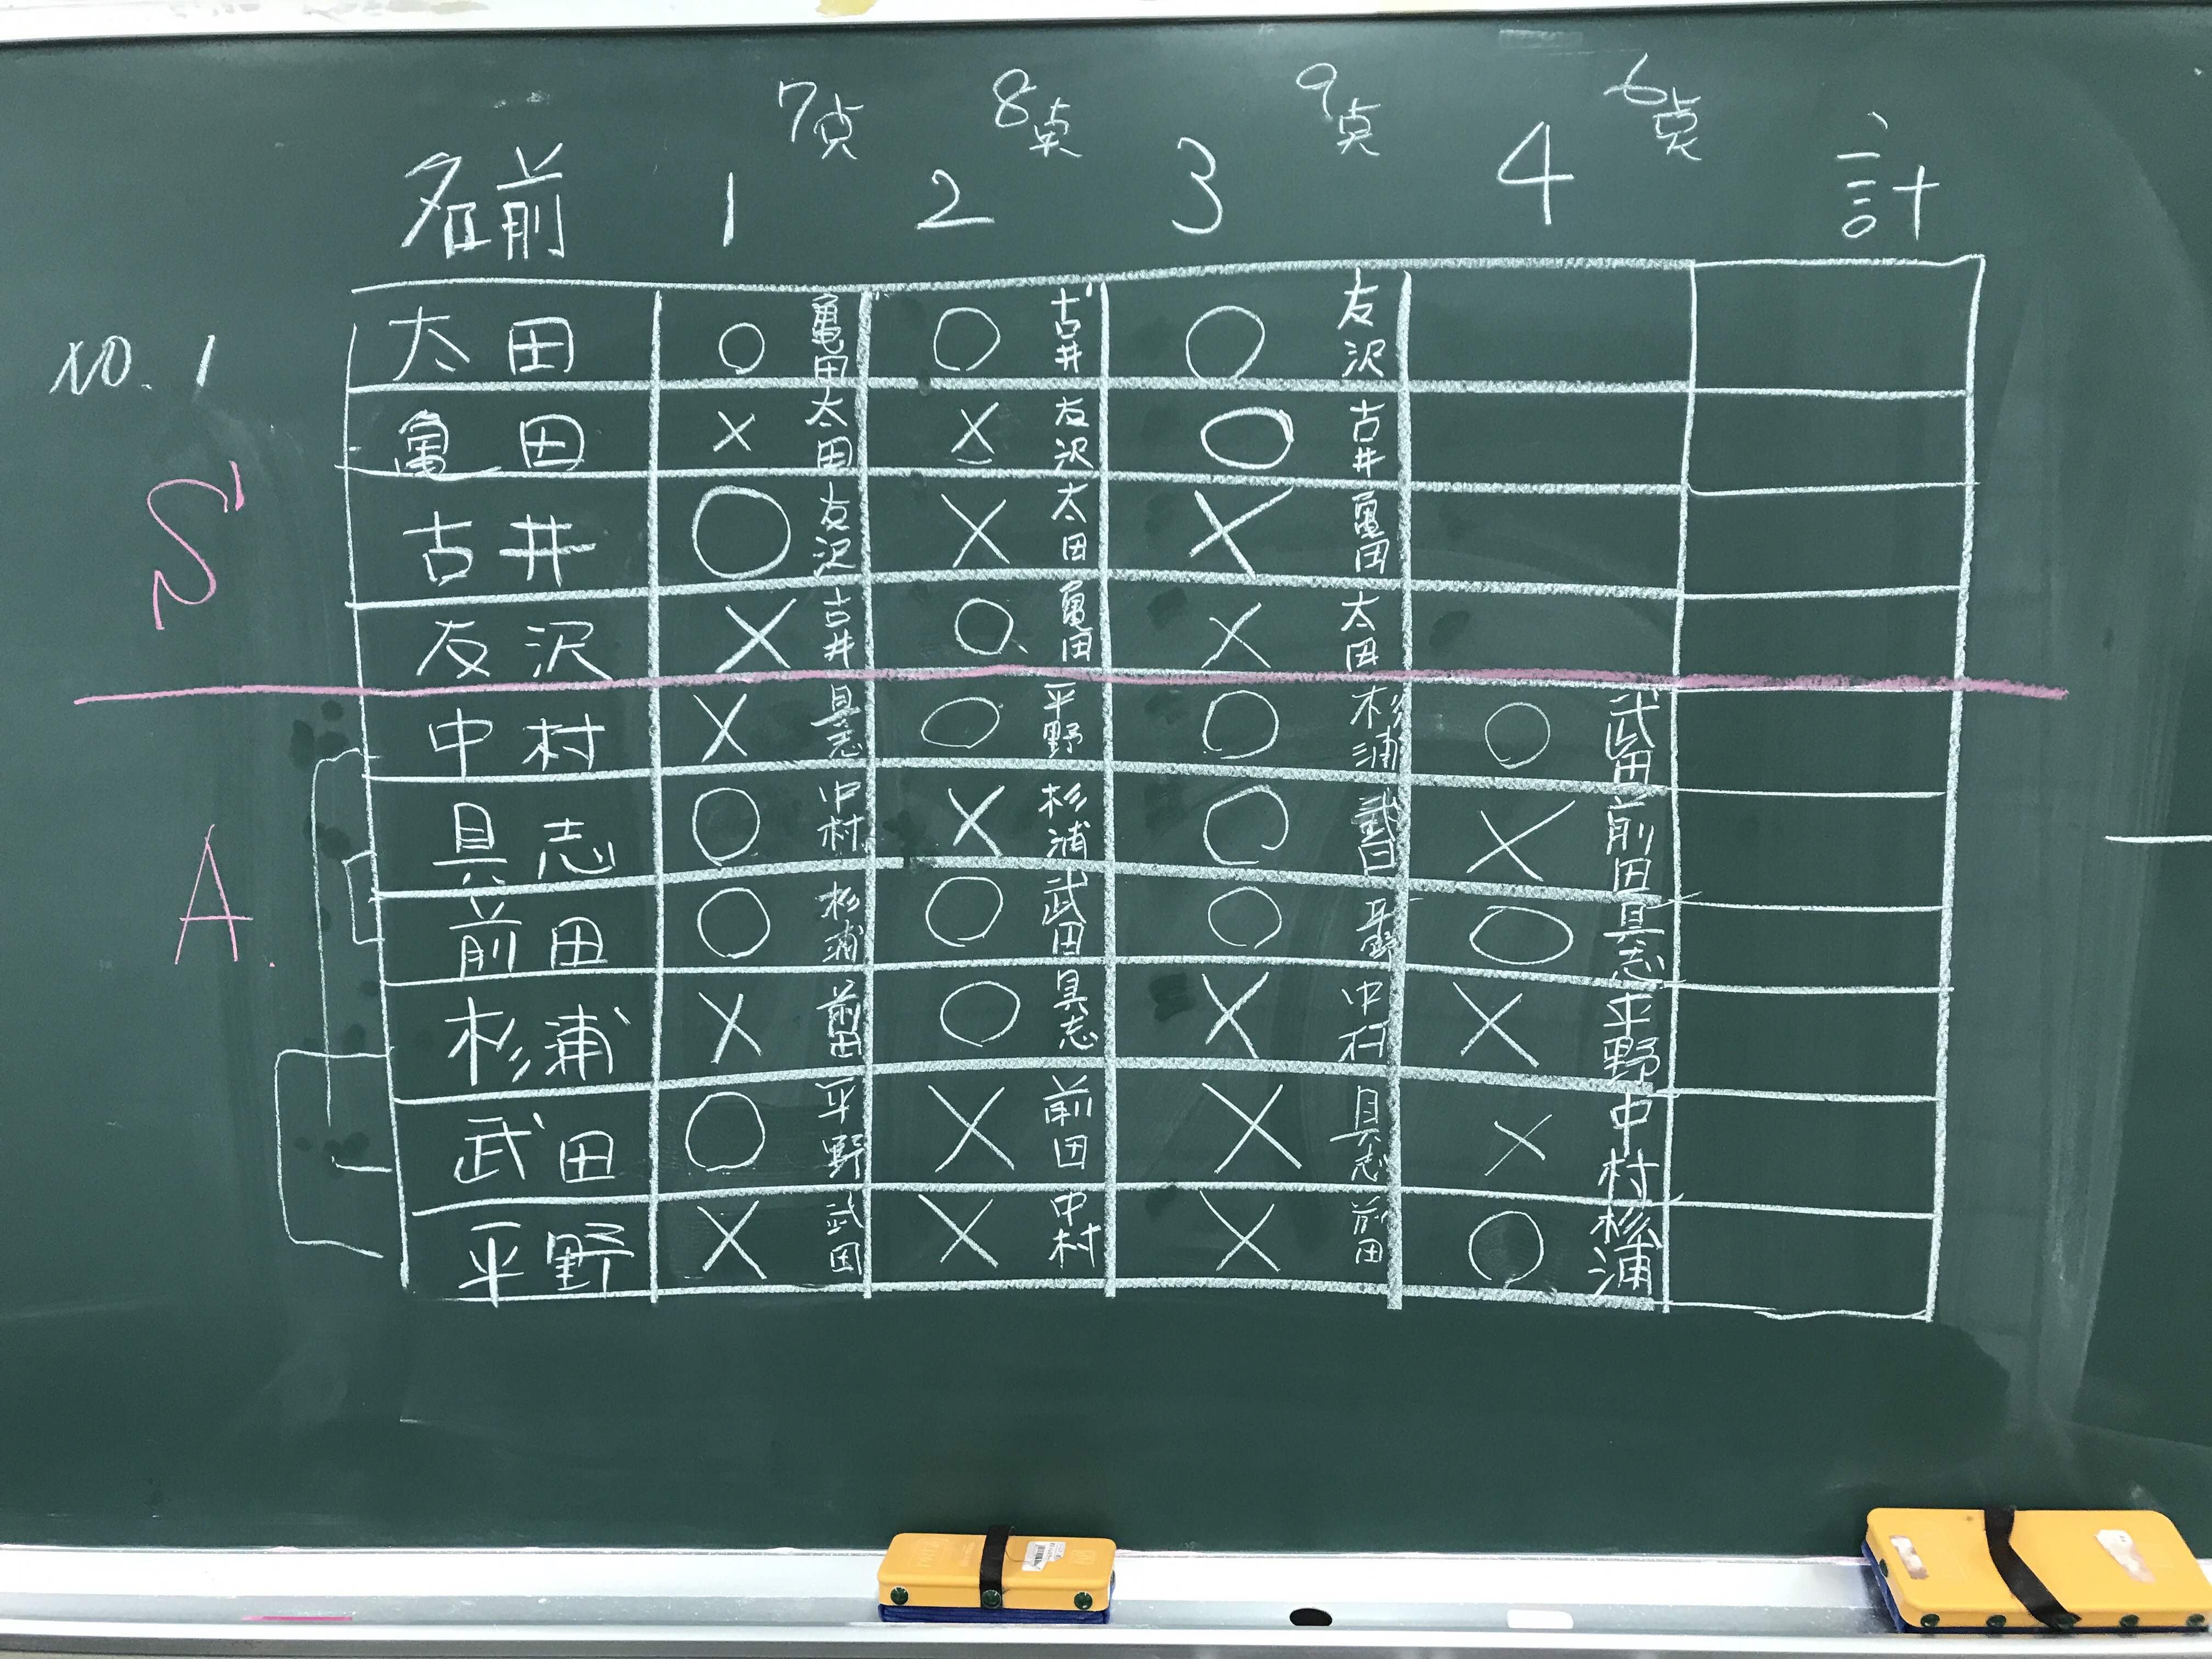 7点 8点 9点 6点
名前 1 2 3 4 計
NO.1
太田 ○ 亀田 ○ 古井 ○ 友沢
亀田 × 太田 × 友沢 ○ 古井
S
古井 ○ 友沢 × 太田 × 亀田
友沢 × 古井 ○ 亀田 × 太田
中村 × 具志 ○ 平野 ○ 杉浦 ○ 武田
具志 ○ 中村 × 杉浦 ○ 武田 × 前田
A.
前田 ○ 杉浦 ○ 武田 ○ 平野 ○ 具志
杉浦 × 前田 ○ 具志 × 中村 × 平野
武田 ○ 平野 × 前田 × 具志 × 中村
平野 × 武田 × 中村 × 前田 ○ 杉浦